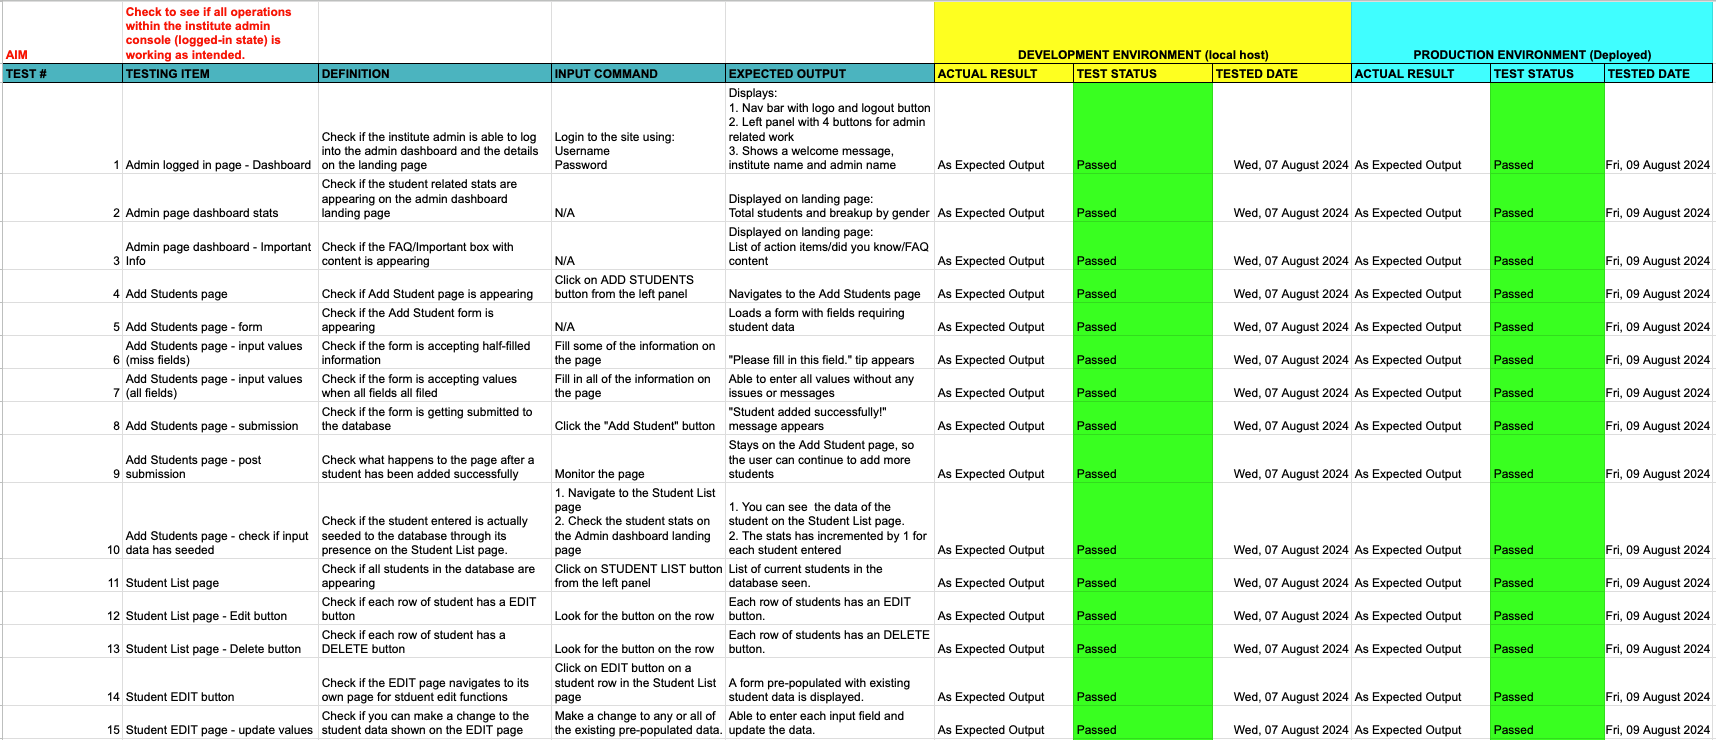 AIM
Check to see if all operations
within the institute admin
console (logged-in state) is
working as intended.
DEVELOPMENT ENVIRONMENT (local host)
PRODUCTION ENVIRONMENT (Deployed)
TEST #
TESTING ITEM
DEFINITION
INPUT COMMAND
EXPECTED OUTPUT
ACTUAL RESULT
TEST STATUS
TESTED DATE
ACTUAL RESULT
TEST STATUS
TESTED DATE
1
Admin logged in page - Dashboard
Check if the institute admin is able to log
into the admin dashboard and the details
on the landing page
Login to the site using:
Username
Password
Displays:
1. Nav bar with logo and logout button
2. Left panel with 4 buttons for admin
related work
3. Shows a welcome message,
institute name and admin name
As Expected Output
Passed
Wed, 07 August 2024
As Expected Output
Passed
Fri, 09 August 2024
2
Admin page dashboard stats
Check if the student related stats are
appearing on the admin dashboard
landing page
N/A
Displayed on landing page:
Total students and breakup by gender
As Expected Output
Passed
Wed, 07 August 2024
As Expected Output
Passed
Fri, 09 August 2024
3
Admin page dashboard - Important
Info
Check if the FAQ/Important box with
content is appearing
N/A
Displayed on landing page:
List of action items/did you know/FAQ
content
As Expected Output
Passed
Wed, 07 August 2024
As Expected Output
Passed
Fri, 09 August 2024
4
Add Students page
Check if Add Student page is appearing
Click on ADD STUDENTS
button from the left panel
Navigates to the Add Students page
As Expected Output
Passed
Wed, 07 August 2024
As Expected Output
Passed
Fri, 09 August 2024
5
Add Students page - form
Check if the Add Student form is
appearing
N/A
Loads a form with fields requiring
student data
As Expected Output
Passed
Wed, 07 August 2024
As Expected Output
Passed
Fri, 09 August 2024
6
Add Students page - input values
(miss fields)
Check if the form is accepting half-filled
information
Fill some of the information on
the page
"Please fill in this field." tip appears
As Expected Output
Passed
Wed, 07 August 2024
As Expected Output
Passed
Fri, 09 August 2024
7
Add Students page - input values
(all fields)
Check if the form is accepting values
when all fields all filed
Fill in all of the information on
the page
Able to enter all values without any
issues or messages
As Expected Output
Passed
Wed, 07 August 2024
As Expected Output
Passed
Fri, 09 August 2024
8
Add Students page - submission
Check if the form is getting submitted to
the database
Click the "Add Student" button
"Student added successfully!"
message appears
As Expected Output
Passed
Wed, 07 August 2024
As Expected Output
Passed
Fri, 09 August 2024
9
Add Students page - post
submission
Check what happens to the page after a
student has been added successfully
Monitor the page
Stays on the Add Student page, so
the user can continue to add more
students
As Expected Output
Passed
Wed, 07 August 2024
As Expected Output
Passed
Fri, 09 August 2024
10
Add Students page - check if input
data has seeded
Check if the student entered is actually
seeded to the database through its
presence on the Student List page.
1. Navigate to the Student List
page
2. Check the student stats on
the Admin dashboard landing
page
1. You can see  the data of the
student on the Student List page.
2. The stats has incremented by 1 for
each student entered
As Expected Output
Passed
Wed, 07 August 2024
As Expected Output
Passed
Fri, 09 August 2024
11
Student List page
Check if all students in the database are
appearing
Click on STUDENT LIST button
from the left panel
List of current students in the
database seen.
As Expected Output
Passed
Wed, 07 August 2024
As Expected Output
Passed
Fri, 09 August 2024
12
Student List page - Edit button
Check if each row of student has a EDIT
button
Look for the button on the row
Each row of students has an EDIT
button.
As Expected Output
Passed
Wed, 07 August 2024
As Expected Output
Passed
Fri, 09 August 2024
13
Student List page - Delete button
Check if each row of student has a
DELETE button
Look for the button on the row
Each row of students has an DELETE
button.
As Expected Output
Passed
Wed, 07 August 2024
As Expected Output
Passed
Fri, 09 August 2024
14
Student EDIT button
Check if the EDIT page navigates to its
own page for stduent edit functions
Click on EDIT button on a
student row in the Student List
page
A form pre-populated with existing
student data is displayed.
As Expected Output
Passed
Wed, 07 August 2024
As Expected Output
Passed
Fri, 09 August 2024
15
Student EDIT page - update values
Check if you can make a change to the
student data shown on the EDIT page
Make a change to any or all of
the existing pre-populated data.
Able to enter each input field and
update the data.
As Expected Output
Passed
Wed, 07 August 2024
As Expected Output
Passed
Fri, 09 August 2024